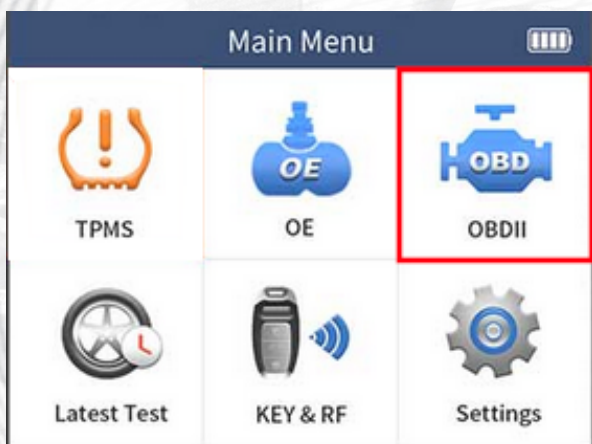 Main Menu
OE
OBD
TPMS
OE
OBDII
Latest Test
KEY & RF
Settings